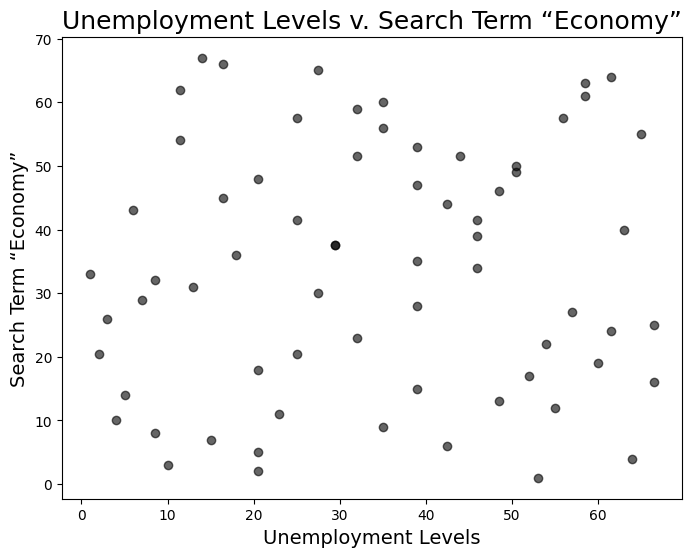 Unemployment Levels v. Search Term “Economy”
Search Term “Economy”
70
60
50
40
30
20
10
0
0 10 20 30 40 50 60
Unemployment Levels